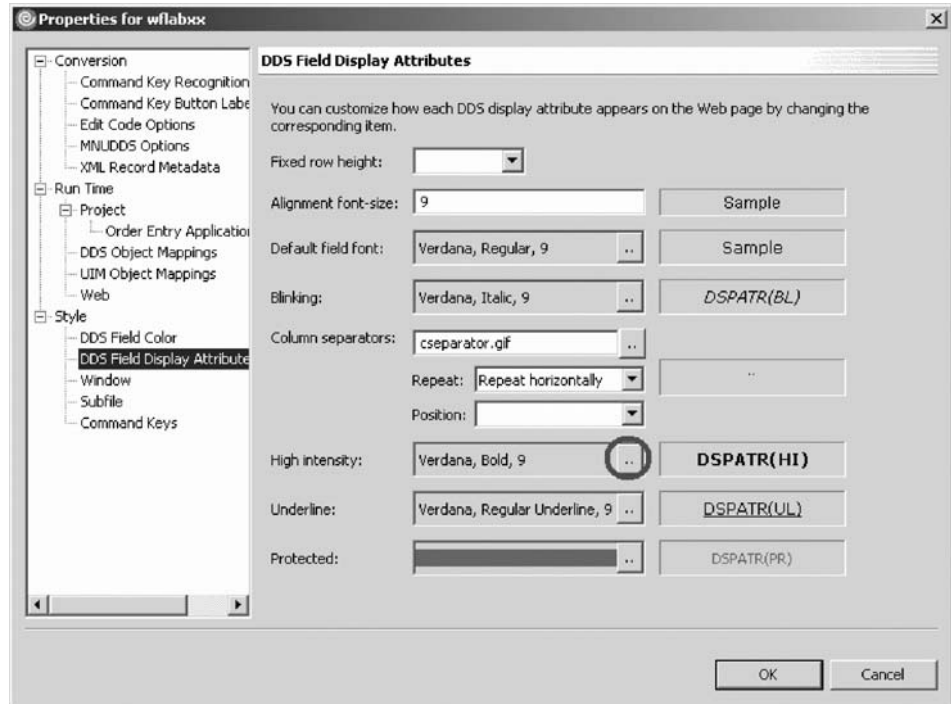 Properties for wflabxx
Conversion
Command Key Recognition
Command Key Button Labe
Edit Code Options
MNUDDS Options
XML Record Metadata
Run Time
Project
Order Entry Applicatio
DDS Object Mappings
UIM Object Mappings
Web
Style
DDS Field Color
DDS Field Display Attribute
Window
Subfile
Command Keys
DDS Field Display Attributes
You can customize how each DDS display attribute appears on the Web page by changing the
corresponding item.
Fixed row height:
Alignment font-size: 9 Sample
Default field font: Verdana, Regular, 9 .. Sample
Blinking: Verdana, Italic, 9 .. DSPATR(BL)
Column separators: cseparator.gif ..
Repeat: Repeat horizontally ..
Position:
High intensity: Verdana, Bold, 9 .. DSPATR(HI)
Underline: Verdana, Regular Underline, 9 .. DSPATR(UL)
Protected: .. DSPATR(PR)
OK Cancel